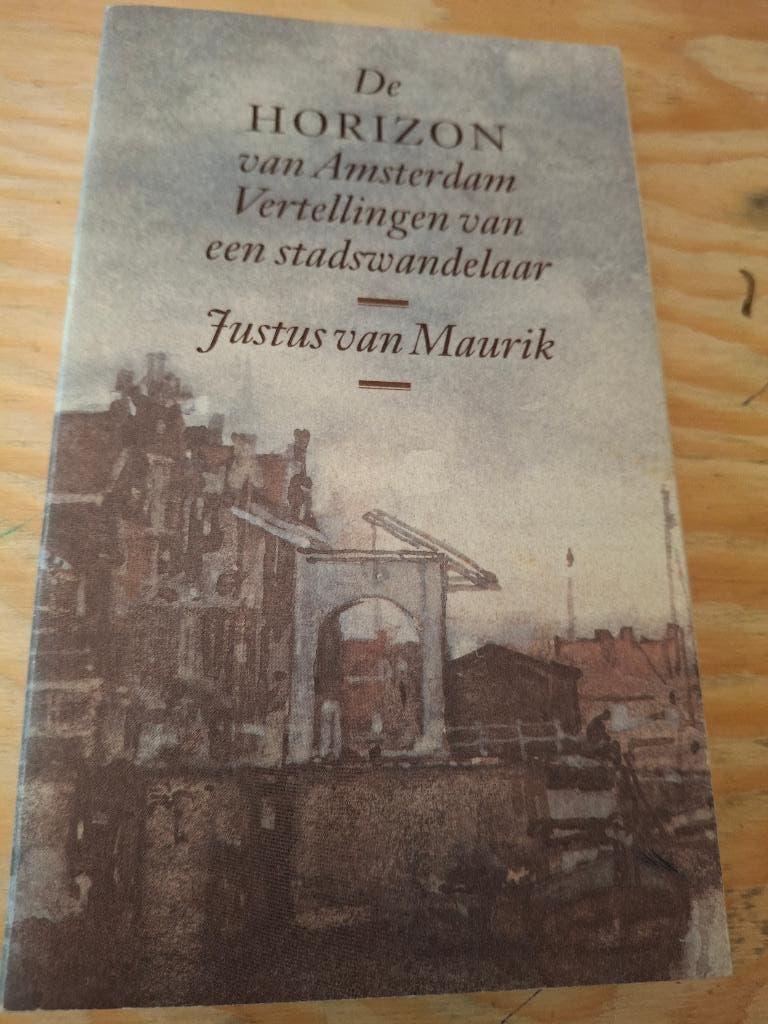 De
HORIZON
van Amsterdam
Vertellingen van
een stadswandelaar
Justus van Maurik